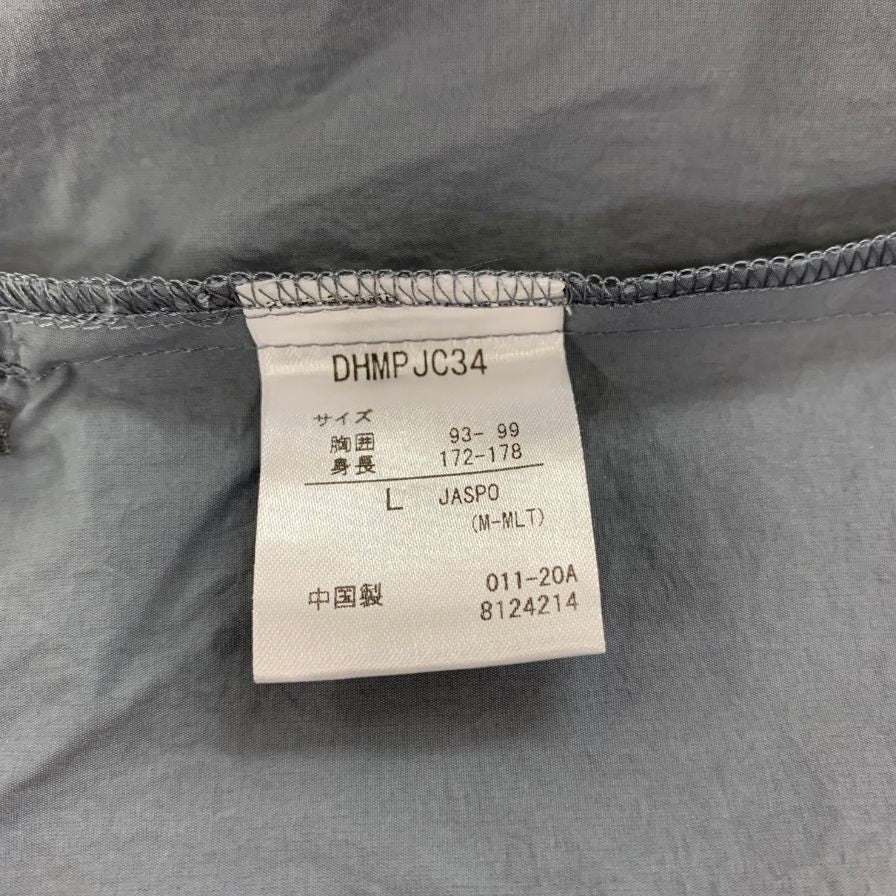 DHMPJC34
サイズ
胸囲 93- 99
身長 172-178
L JASPO
(M-MLT)
011-20A
中国製 8124214